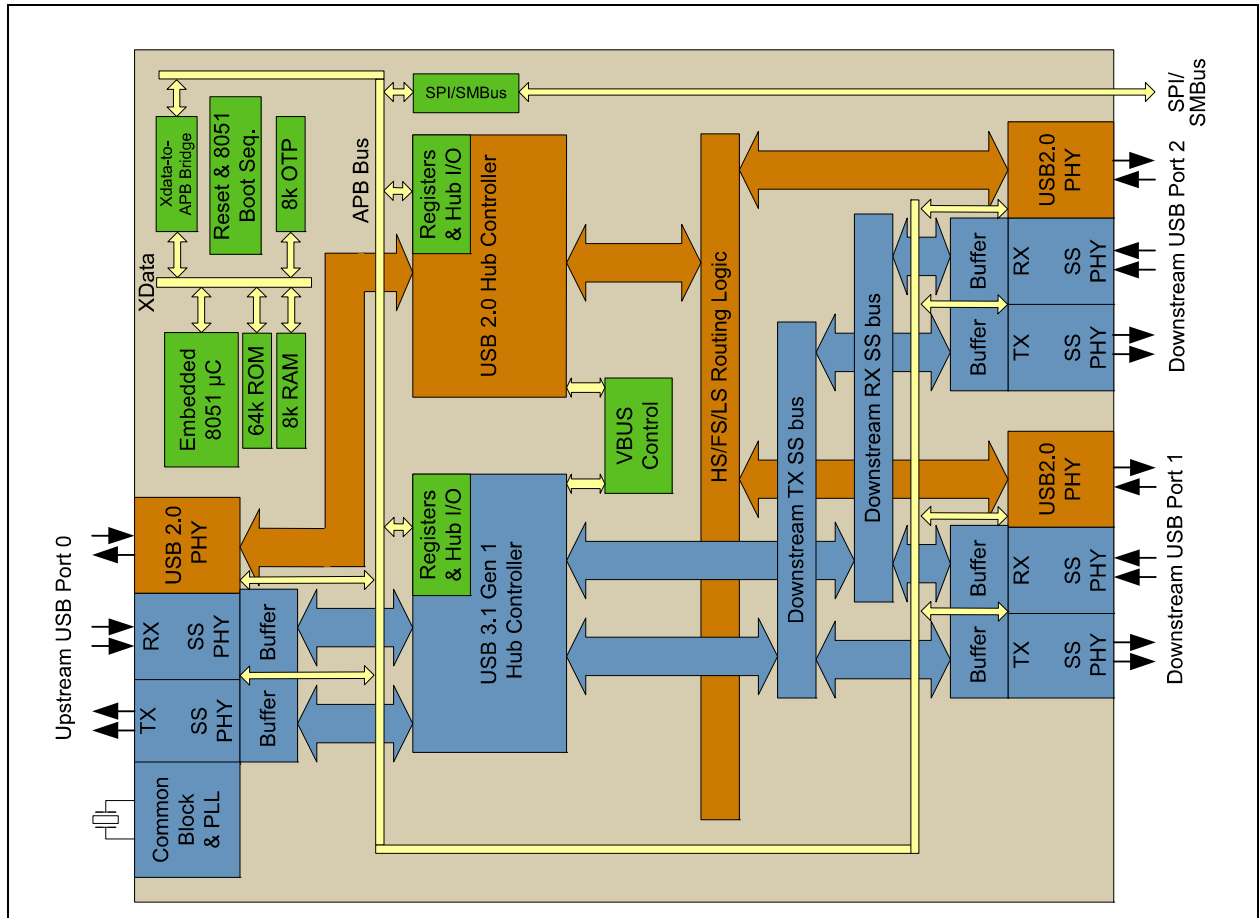 SPI/SMBus
SPI/
SMBus
Xdata-to-
APB Bridge
Reset & 8051
Boot Seq.
8k OTP
APB Bus
XData
Embedded
8051 µC
64k ROM
8k RAM
Registers
& Hub I/O
USB 2.0 Hub Controller
VBUS
Control
Registers
& Hub I/O
USB 3.1 Gen 1
Hub Controller
HS/FS/LS Routing Logic
Downstream TX SS bus
Downstream RX SS bus
Upstream USB Port 0
USB 2.0
PHY
RX
SS
PHY
Buffer
TX
SS
PHY
Buffer
Common
Block
& PLL
Downstream USB Port 2
USB2.0
PHY
Buffer
RX
SS
PHY
Buffer
TX
SS
PHY
Downstream USB Port 1
USB2.0
PHY
Buffer
RX
SS
PHY
Buffer
TX
SS
PHY